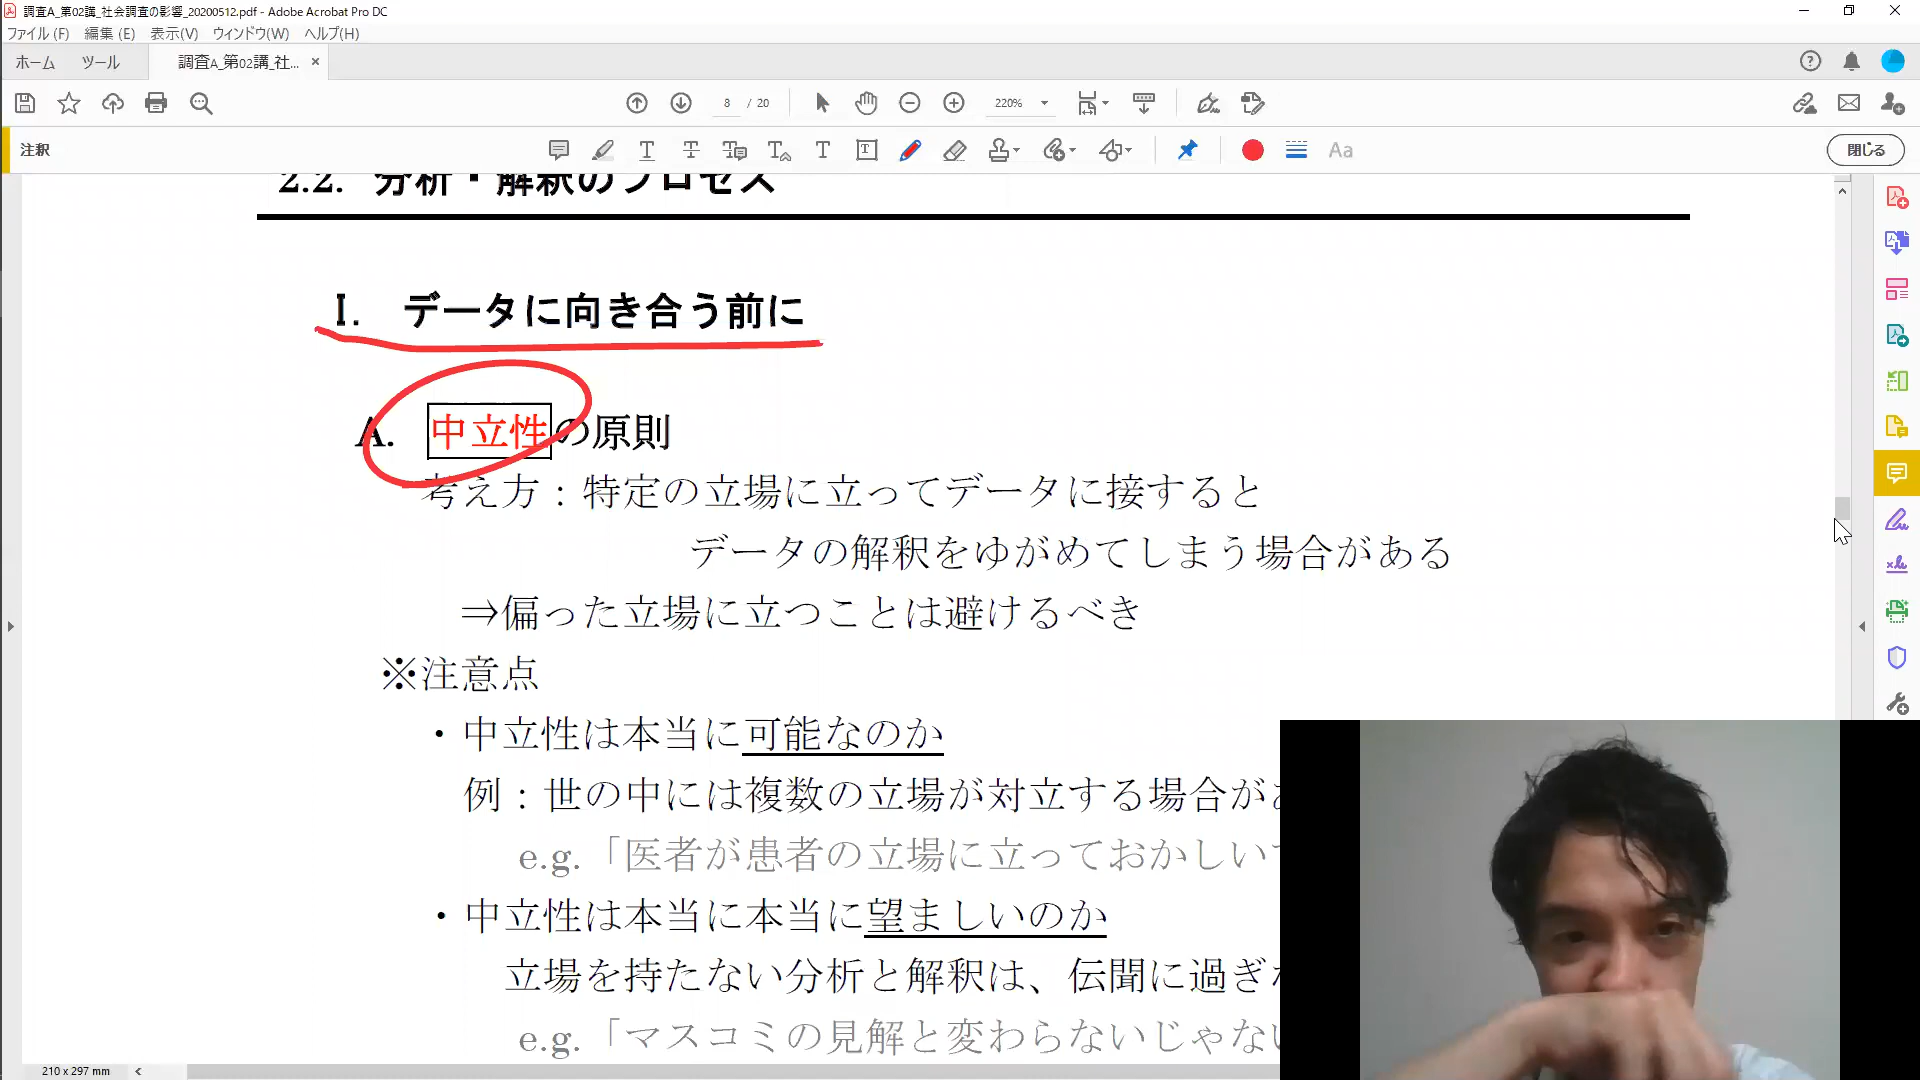 調査A_第02講_社会調査の影響_20200512.pdf - Adobe Acrobat Pro DC
ファイル (F) 編集 (E) 表示(V) ウィンドウ(W) ヘルプ(H)
ホーム ツール 調査A_第02講_社... ×
8 / 20 220%
注釈 Aa 閉じる
2.2. 分析・解釈のプロセス
I. データに向き合う前に
A. 中立性の原則
考え方：特定の立場に立ってデータに接すると
データの解釈をゆがめてしまう場合がある
⇒偏った立場に立つことは避けるべき
※注意点
・中立性は本当に可能なのか
例：世の中には複数の立場が対立する場合が
e.g.「医者が患者の立場に立っておかしい
・中立性は本当に本当に望ましいのか
立場を持たない分析と解釈は、伝聞に過ぎ
e.g.「マスコミの見解と変わらないじゃな
210 x 297 mm